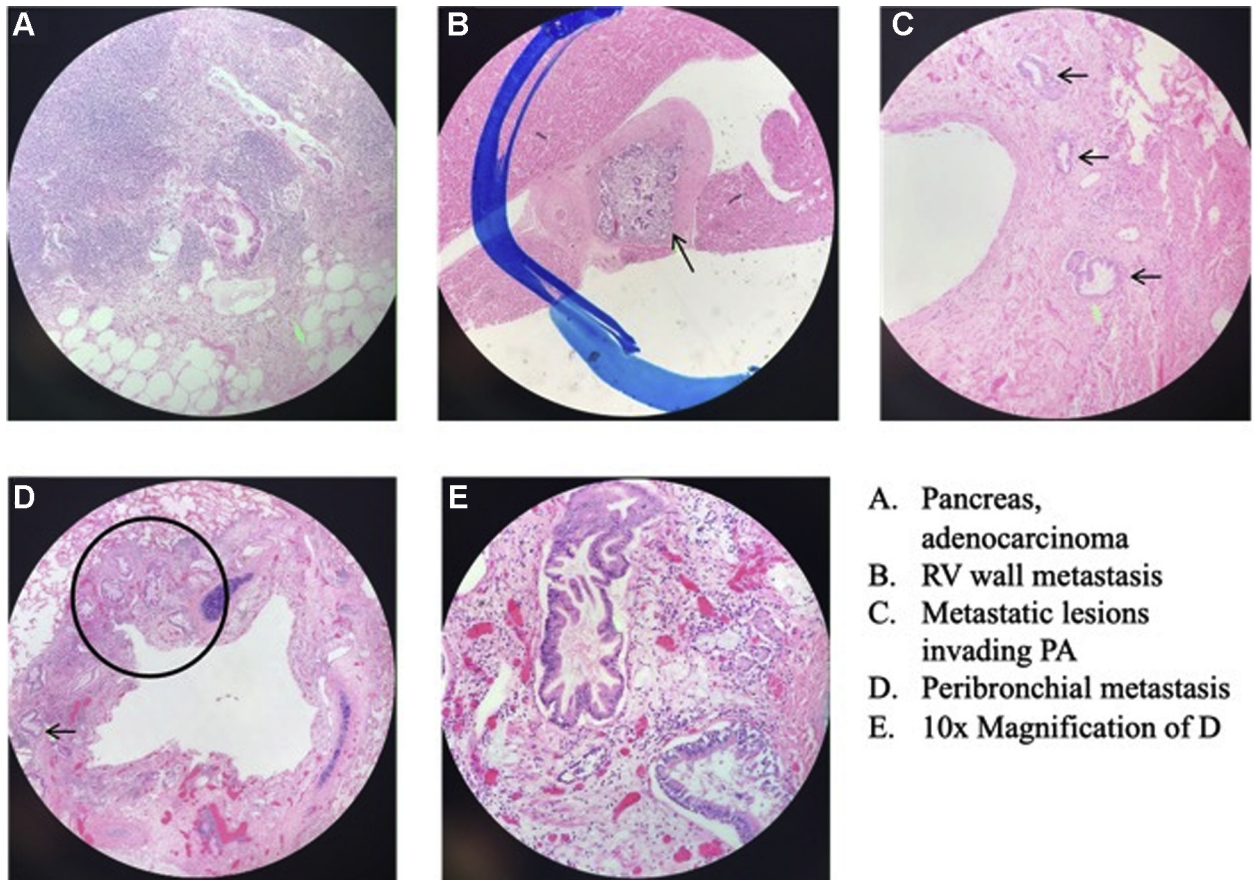 A
B
C
D
E
A. Pancreas,
adenocarcinoma
B. RV wall metastasis
C. Metastatic lesions
invading PA
D. Peribronchial metastasis
E. 10x Magnification of D